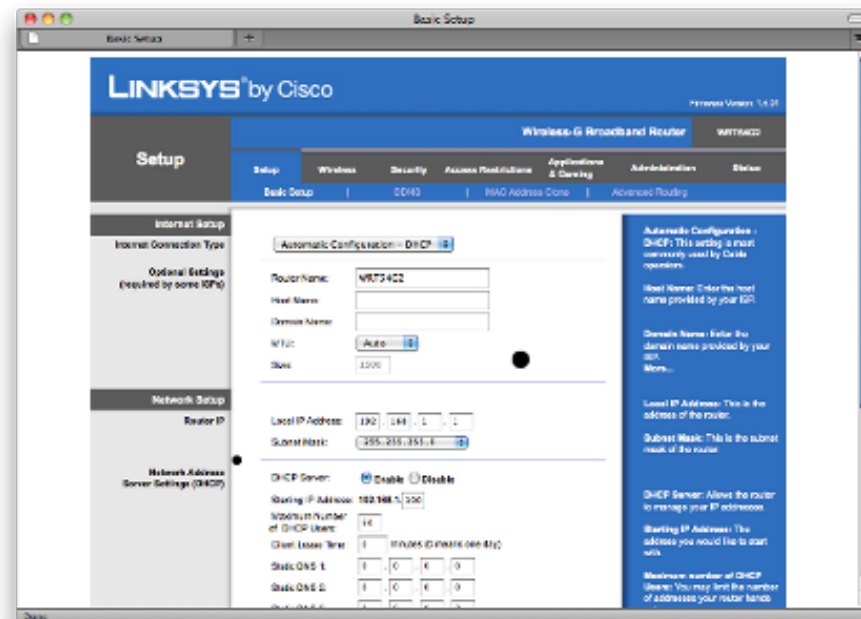 Basic Setup
Basic Setup
LINKSYS® by Cisco
Firmware Version: 1.0.01
Wireless-G Broadband Router WRT54G2
Setup
Setup Wireless Security Access Restrictions Applications & Gaming Administration Status
Basic Setup | DDNS | MAC Address Clone | Advanced Routing
Internet Setup
Internet Connection Type
Automatic Configuration - DHCP
Optional Settings
(required by some ISPs)
Router Name: WRT54G2
Host Name:
Domain Name:
MTU: Auto
Size: 1500
Network Setup
Router IP
Local IP Address: 192 . 168 . 1 . 1
Subnet Mask: 255.255.255.0
Network Address
Server Settings (DHCP)
DHCP Server: Enable Disable
Starting IP Address: 192.168.1. 100
Maximum Number
of DHCP Users:
Client Lease Time: 0 minutes (0 means one day)
Static DNS 1: 0 . 0 . 0 . 0
Static DNS 2: 0 . 0 . 0 . 0
Automatic Configuration -
DHCP: This setting is most
commonly used by Cable
operators.
Host Name: Enter the host
name provided by your ISP.
Domain Name: Enter the
domain name provided by your
ISP.
More...
Local IP Address: This is the
address of the router.
Subnet Mask: This is the subnet
mask of the router.
DHCP Server: Allows the router
to manage your IP addresses.
Starting IP Address: The
address you would like to start
with.
Maximum number of DHCP
Users: You may limit the number
of addresses your router hands
Done